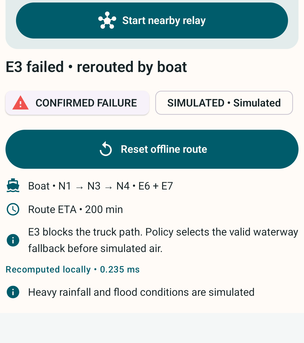 Start nearby relay
E3 failed • rerouted by boat
CONFIRMED FAILURE
SIMULATED • Simulated
Reset offline route
Boat • N1 → N3 → N4 • E6 + E7
Route ETA • 200 min
E3 blocks the truck path. Policy selects the valid waterway
fallback before simulated air.
Recomputed locally • 0.235 ms
Heavy rainfall and flood conditions are simulated